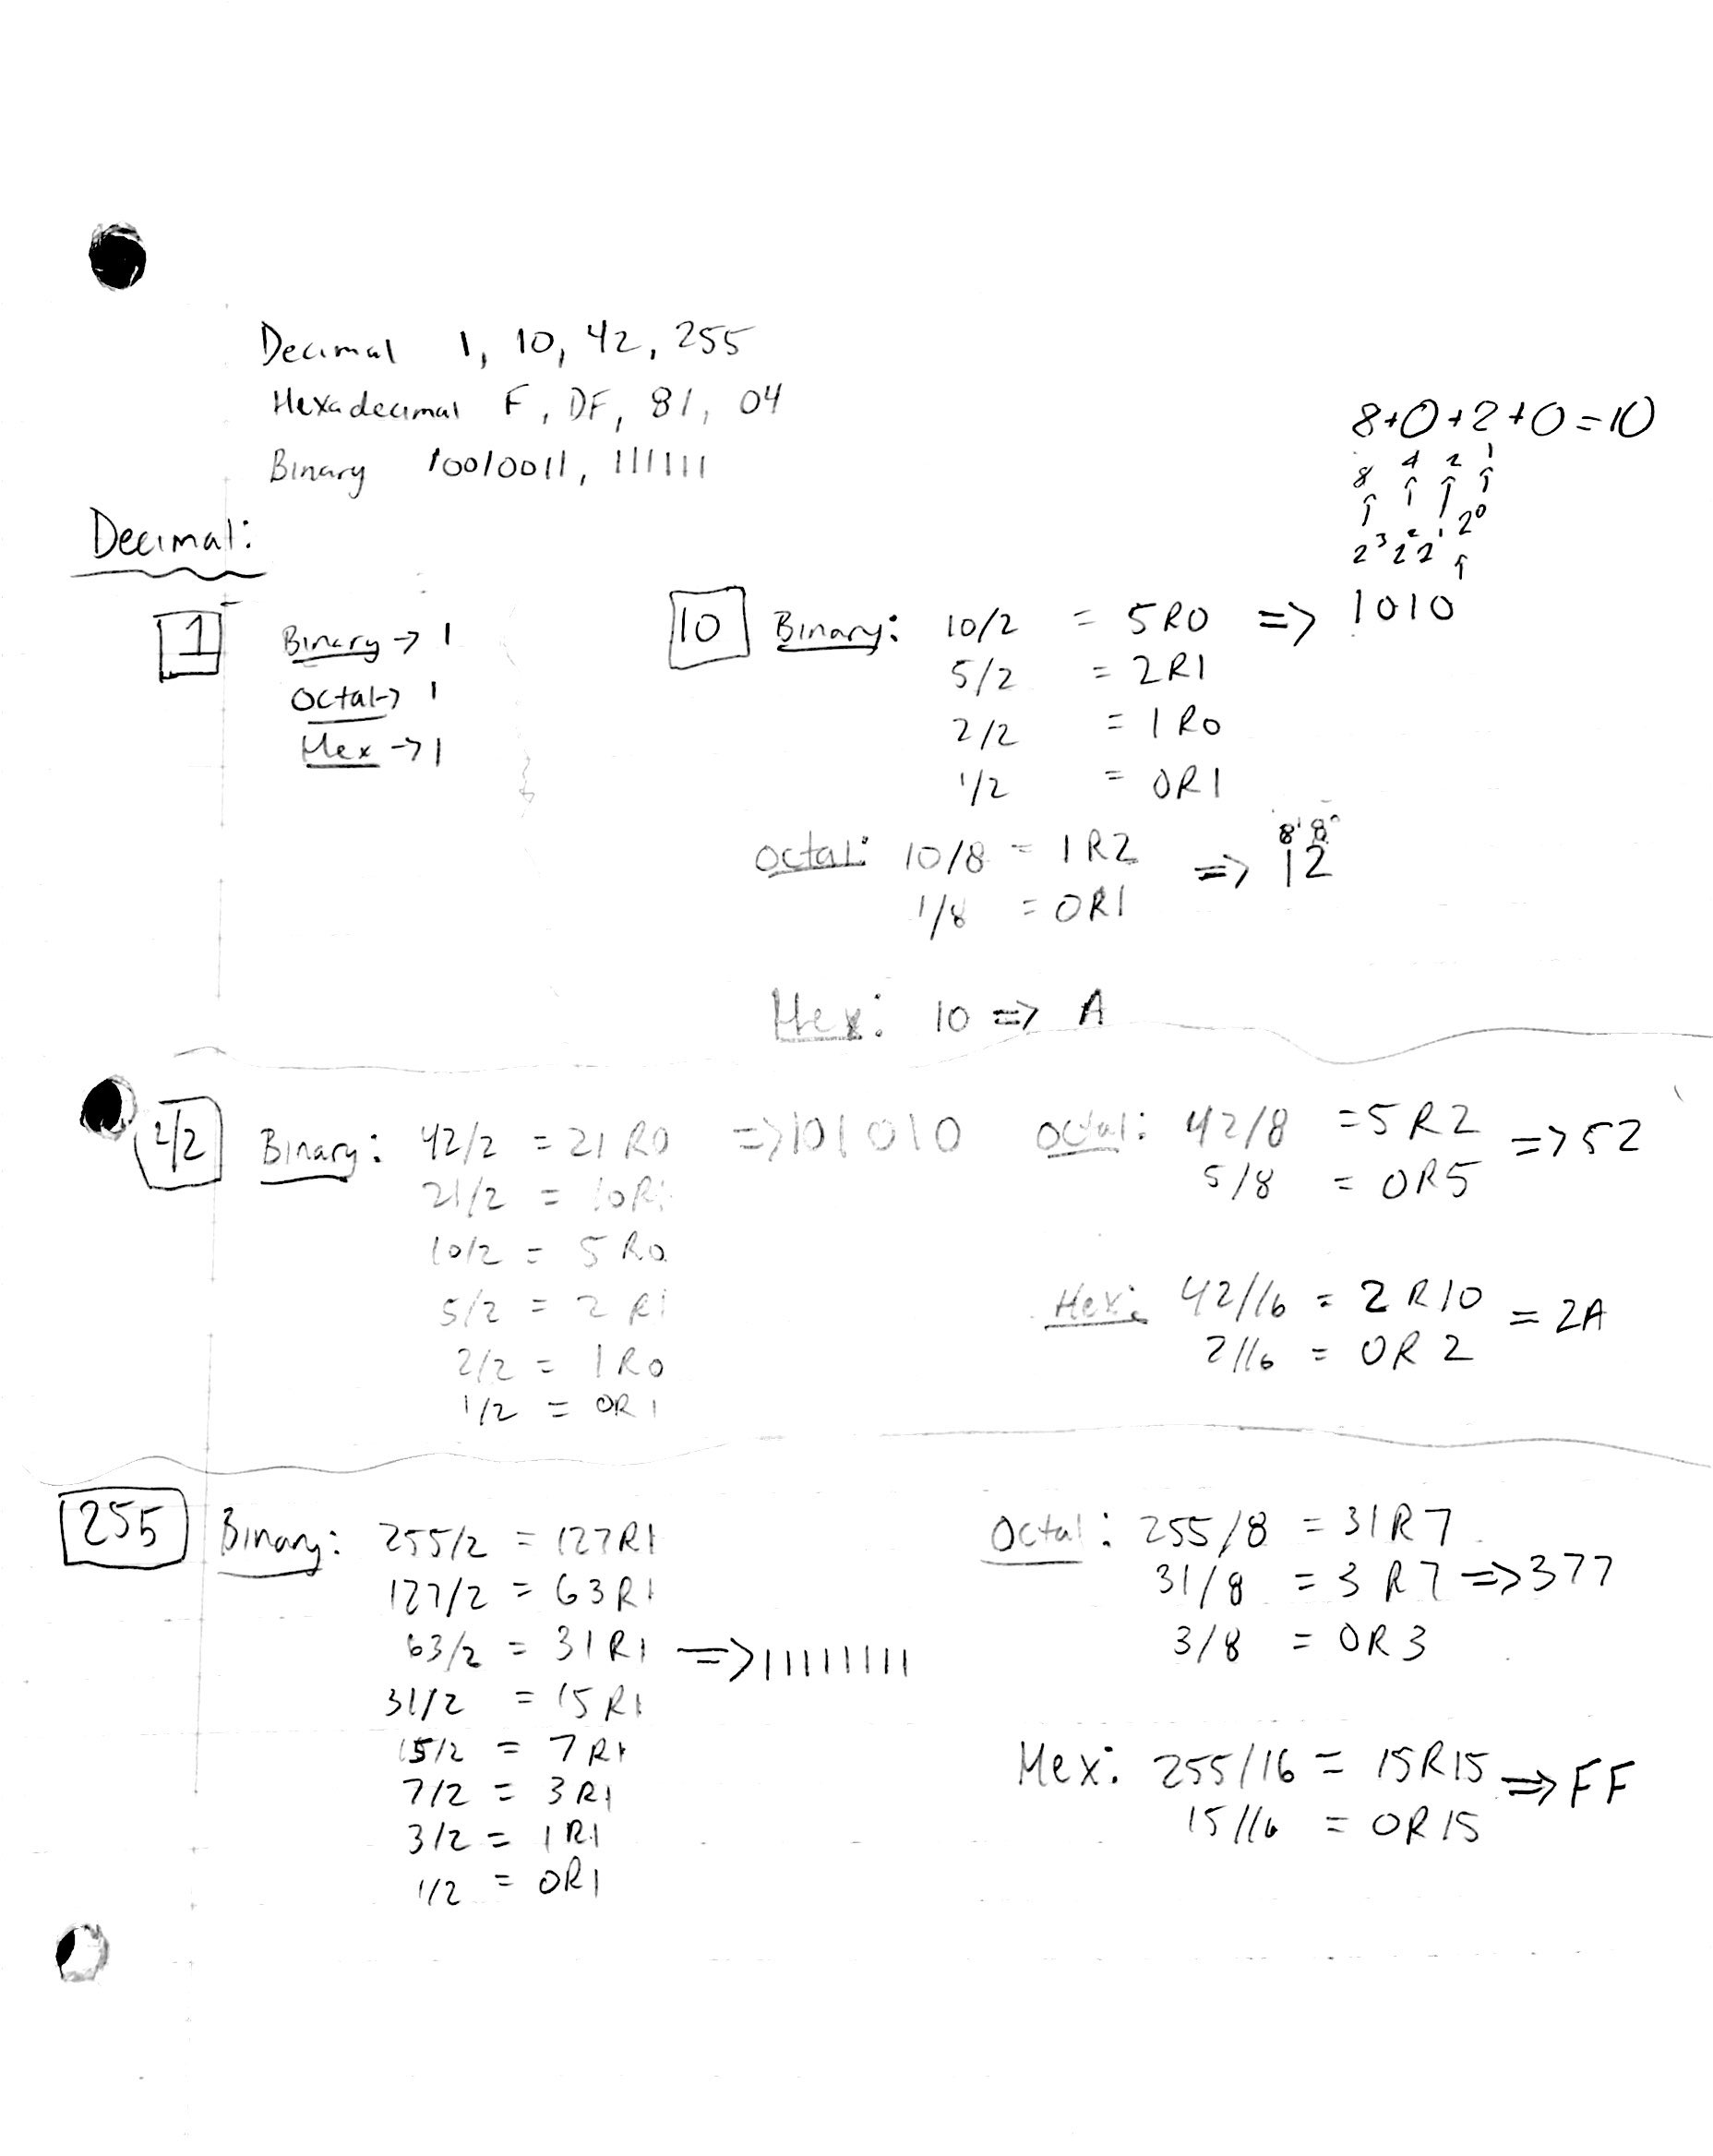 Decimal 1, 10, 42, 255
Hexadecimal F, DF, 81, 04
Binary 10010011, 111111
8+0+2+0=10
8 4 2 1
↑ ↑ ↑ ↑
2³ 2² 2¹ 2⁰
↑
Decimal:
1
Binary → 1
Octal → 1
Hex → 1
10 Binary: 10/2 = 5R0 => 1010
5/2 = 2R1
2/2 = 1R0
1/2 = 0R1
8¹ 8⁰
Octal: 10/8 = 1R2 => 12
1/8 = 0R1
Hex: 10 => A
42 Binary: 42/2 = 21R0 => 101010
21/2 = 10R1
10/2 = 5R0
5/2 = 2R1
2/2 = 1R0
1/2 = 0R1
Octal: 42/8 = 5R2 => 52
5/8 = 0R5
Hex: 42/16 = 2R10 = 2A
2/16 = 0R2
255 Binary: 255/2 = 127R1
127/2 = 63R1
63/2 = 31R1 => 11111111
31/2 = 15R1
15/2 = 7R1
7/2 = 3R1
3/2 = 1R1
1/2 = 0R1
Octal: 255/8 = 31R7
31/8 = 3R7 => 377
3/8 = 0R3
Hex: 255/16 = 15R15 => FF
15/16 = 0R15